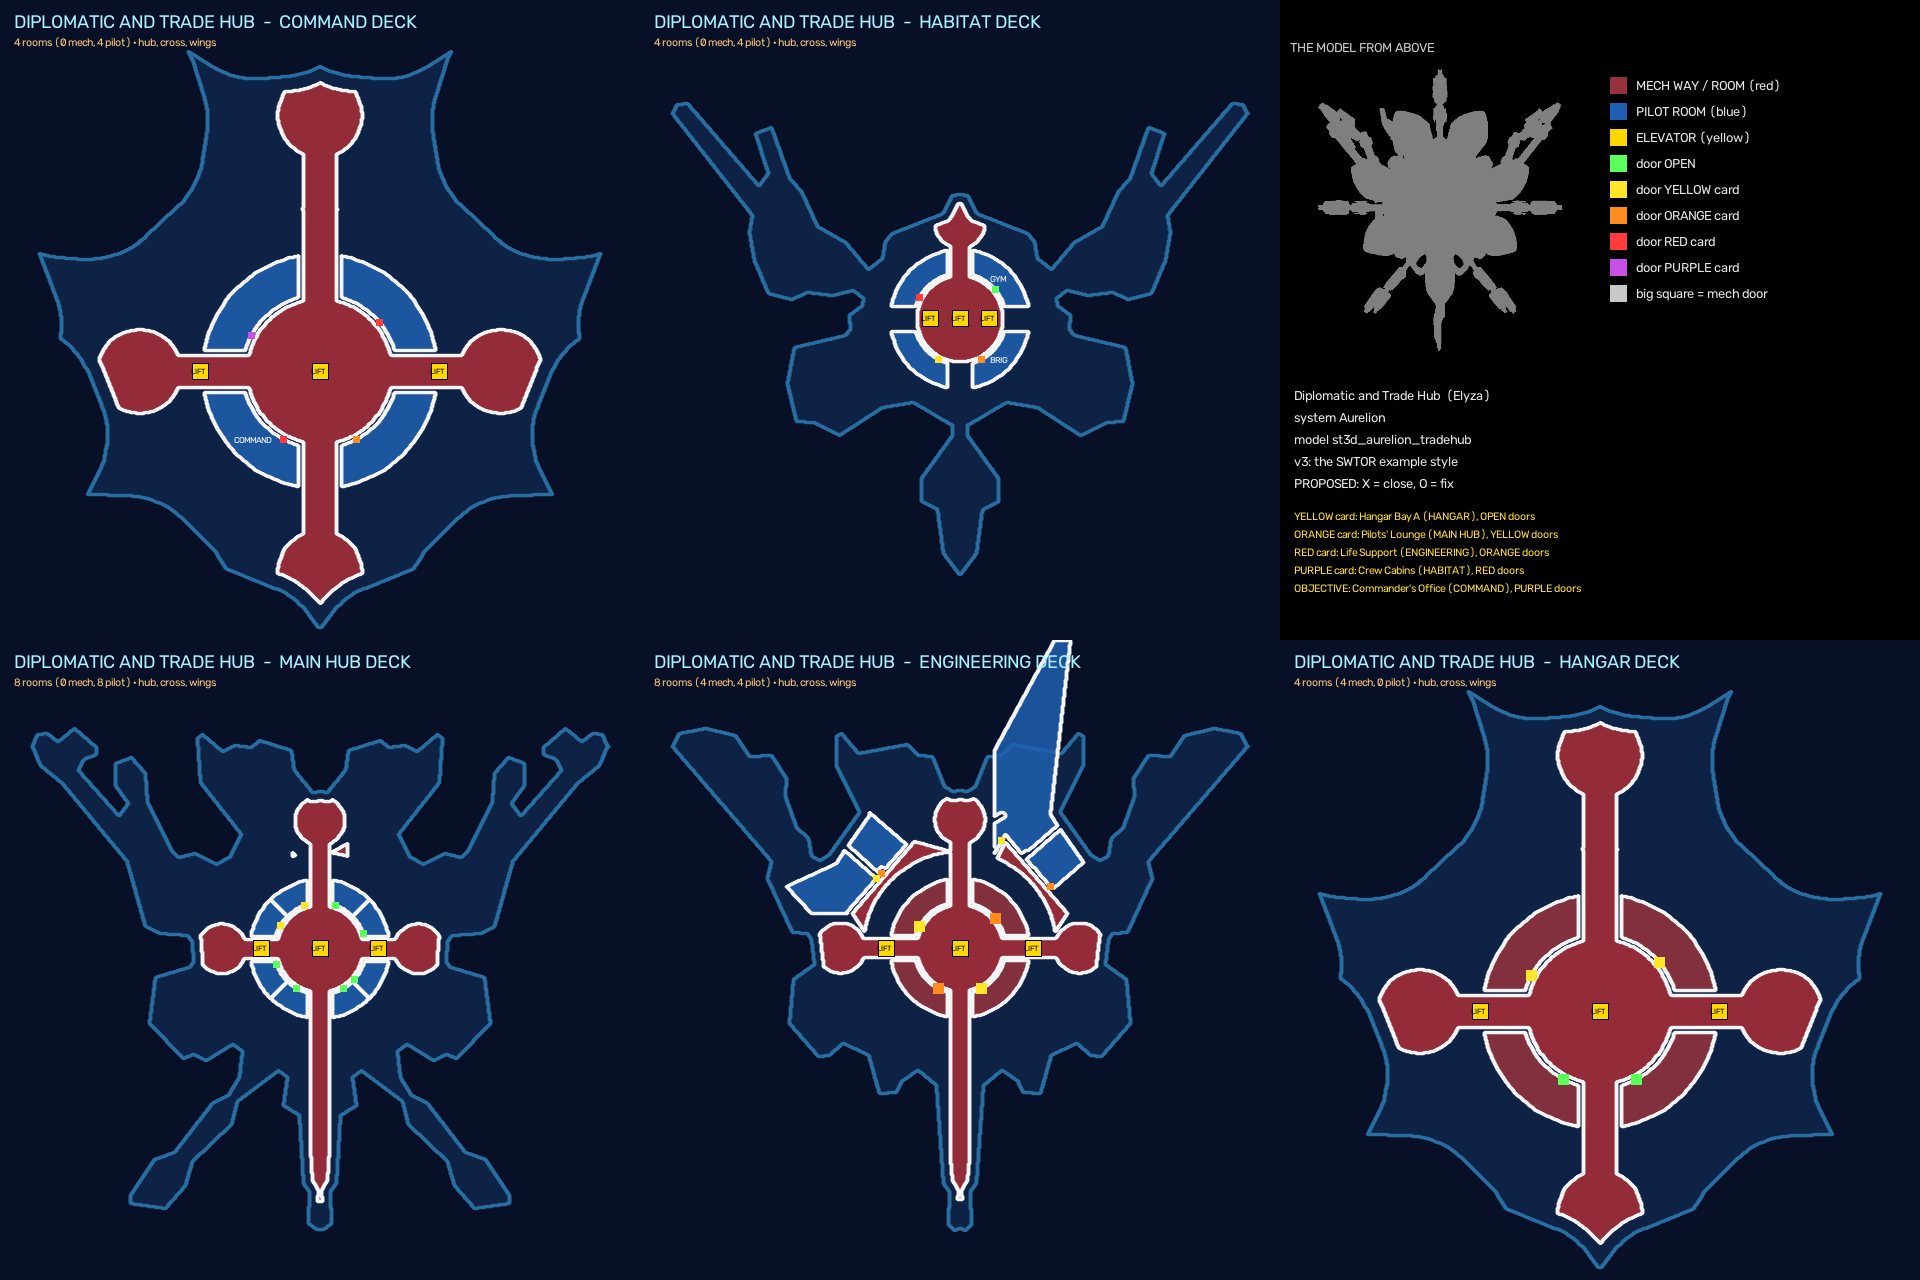 DIPLOMATIC AND TRADE HUB - COMMAND DECK
4 rooms (0 mech, 4 pilot) • hub, cross, wings
LIFT
LIFT
LIFT
COMMAND
DIPLOMATIC AND TRADE HUB - HABITAT DECK
4 rooms (0 mech, 4 pilot) • hub, cross, wings
GYM
LIFT
LIFT
LIFT
BRIG
THE MODEL FROM ABOVE
MECH WAY / ROOM (red)
PILOT ROOM (blue)
ELEVATOR (yellow)
door OPEN
door YELLOW card
door ORANGE card
door RED card
door PURPLE card
big square = mech door
Diplomatic and Trade Hub (Elyza)
system Aurelion
model st3d_aurelion_tradehub
v3: the SWTOR example style
PROPOSED: X = close, O = fix
YELLOW card: Hangar Bay A (HANGAR), OPEN doors
ORANGE card: Pilots' Lounge (MAIN HUB), YELLOW doors
RED card: Life Support (ENGINEERING), ORANGE doors
PURPLE card: Crew Cabins (HABITAT), RED doors
OBJECTIVE: Commander's Office (COMMAND), PURPLE doors
DIPLOMATIC AND TRADE HUB - MAIN HUB DECK
8 rooms (0 mech, 8 pilot) • hub, cross, wings
LIFT
LIFT
LIFT
DIPLOMATIC AND TRADE HUB - ENGINEERING DECK
8 rooms (4 mech, 4 pilot) • hub, cross, wings
LIFT
LIFT
LIFT
DIPLOMATIC AND TRADE HUB - HANGAR DECK
4 rooms (4 mech, 0 pilot) • hub, cross, wings
LIFT
LIFT
LIFT